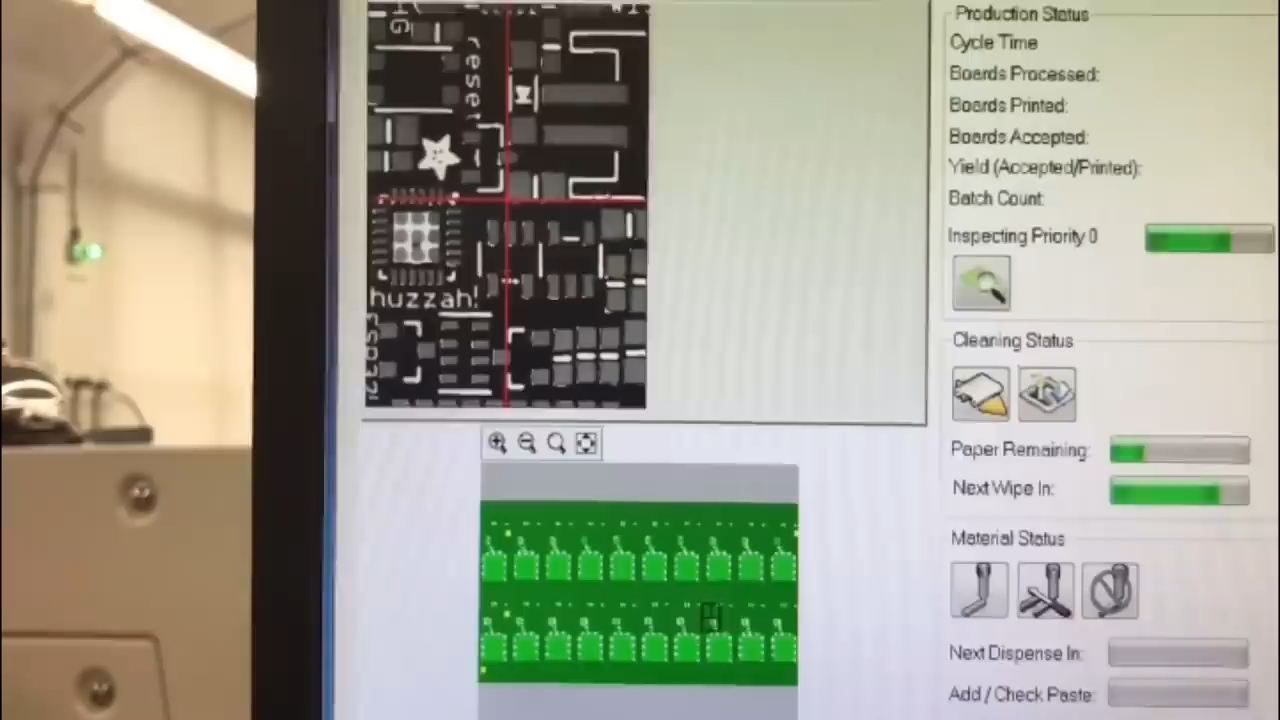 Production Status
Cycle Time
Boards Processed:
Boards Printed:
Boards Accepted:
Yield (Accepted/Printed):
Batch Count:
Inspecting Priority 0
Cleaning Status
Paper Remaining:
Next Wipe In:
Material Status
Next Dispense In:
Add / Check Paste:
reset
huzzah!